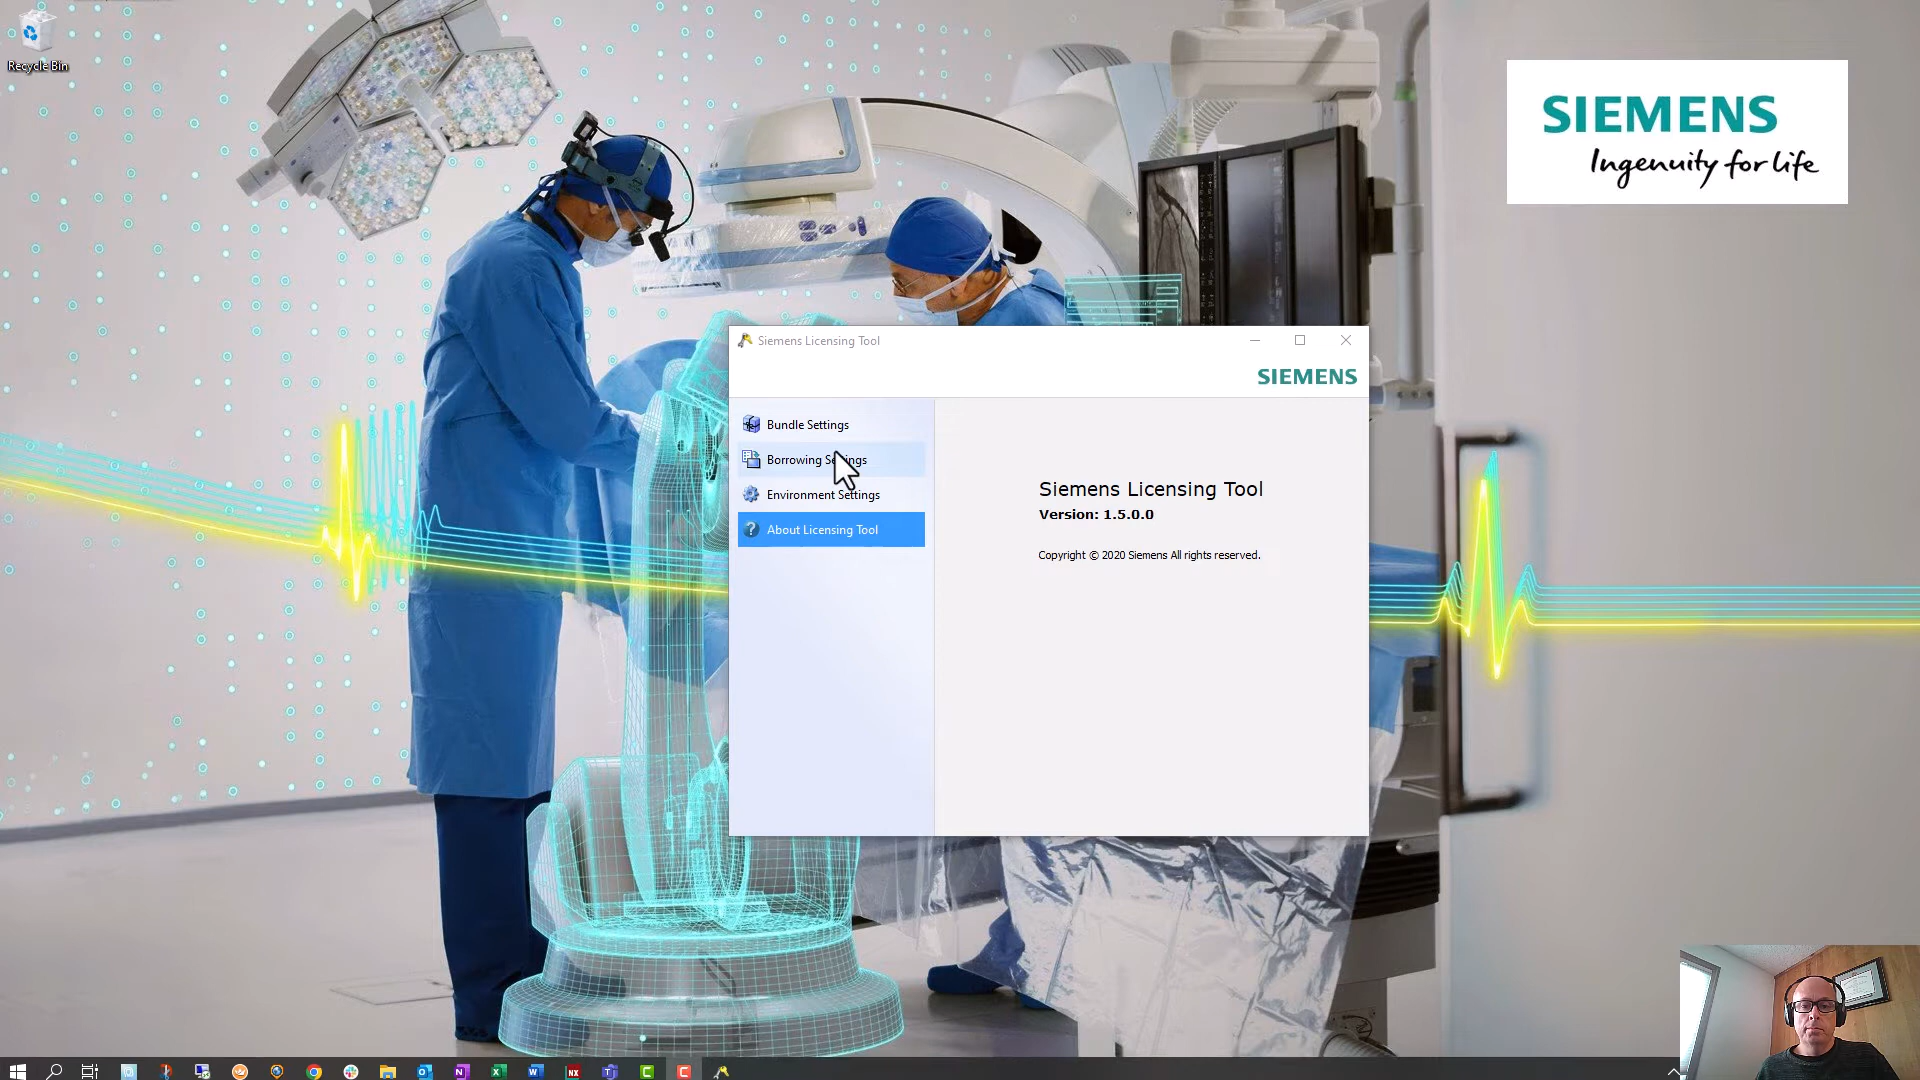 Recycle Bin
SIEMENS
Ingenuity for life
Siemens Licensing Tool
SIEMENS
Bundle Settings
Borrowing Settings
Environment Settings
About Licensing Tool
Siemens Licensing Tool
Version: 1.5.0.0
Copyright © 2020 Siemens All rights reserved.